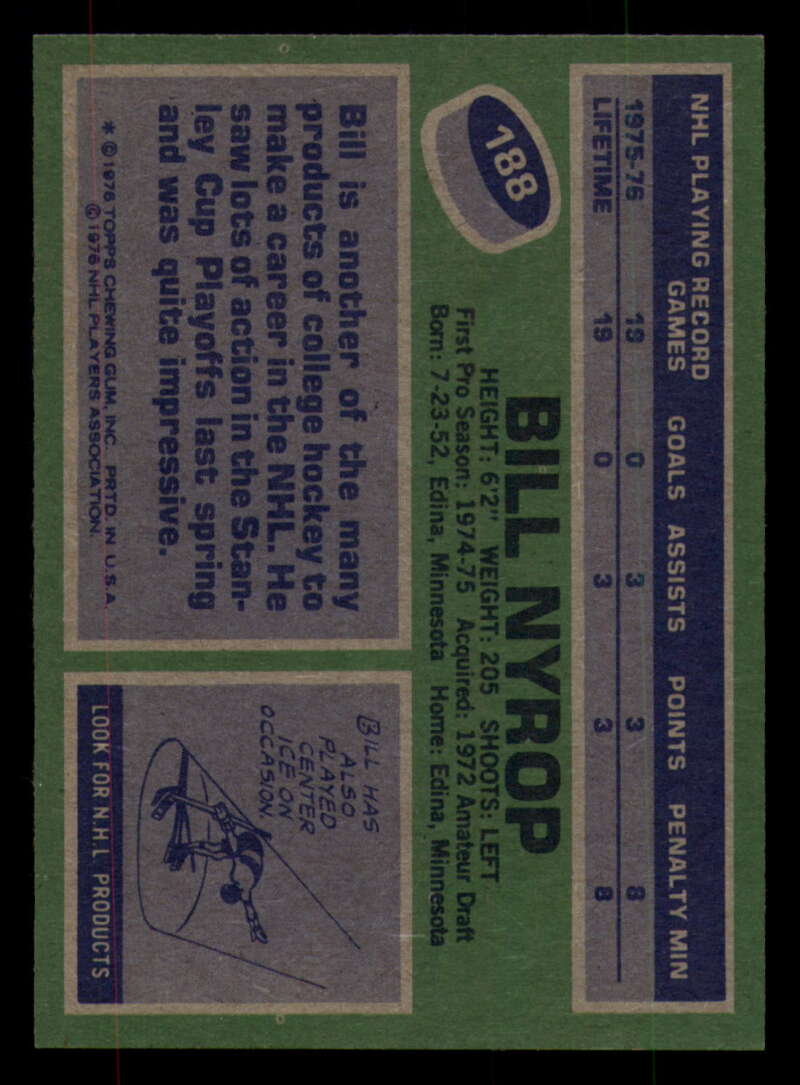 NHL PLAYING RECORD
GAMES GOALS ASSISTS POINTS PENALTY MIN
1975-76 19 0 3 3 8
LIFETIME 19 0 3 3 8
188
BILL NYROP
HEIGHT: 6'2" WEIGHT: 205 SHOOTS: LEFT
First Pro Season: 1974-75 Acquired: 1972 Amateur Draft
Born: 7-23-52, Edina, Minnesota Home: Edina, Minnesota
Bill is another of the many
products of college hockey to
make a career in the NHL. He
saw lots of action in the Stan-
ley Cup Playoffs last spring
and was quite impressive.
* © 1976 TOPPS CHEWING GUM, INC. PRTD. IN U.S.A.
© 1976 NHL PLAYERS ASSOCIATION.
BILL HAS
ALSO
PLAYED
CENTER
ICE ON
OCCASION.
LOOK FOR N.H.L PRODUCTS